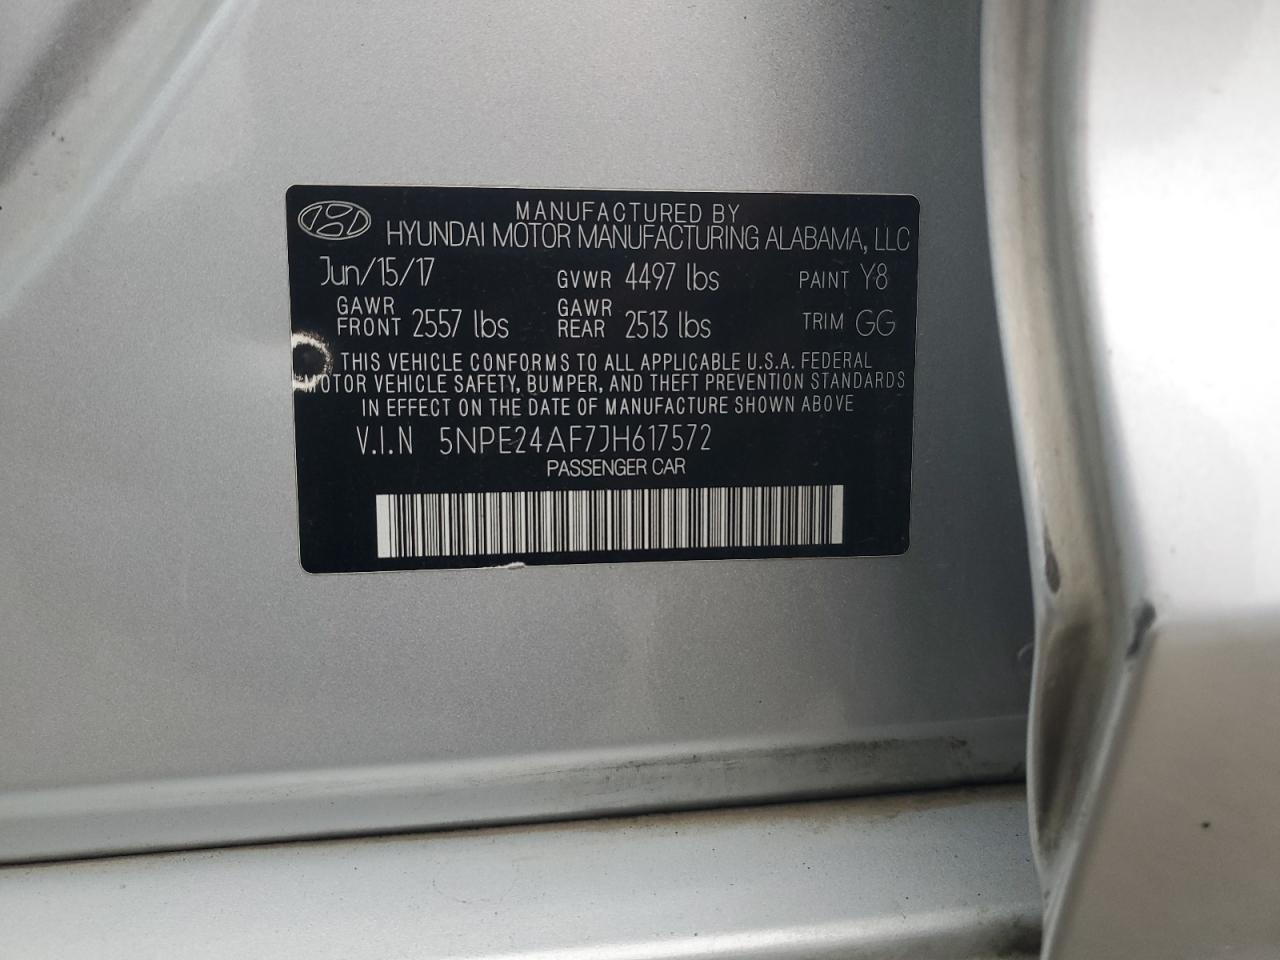 MANUFACTURED BY
HYUNDAI MOTOR MANUFACTURING ALABAMA, LLC
Jun/15/17 GVWR 4497 lbs PAINT Y8
GAWR FRONT 2557 lbs GAWR REAR 2513 lbs TRIM GG
THIS VEHICLE CONFORMS TO ALL APPLICABLE U.S.A. FEDERAL
MOTOR VEHICLE SAFETY, BUMPER, AND THEFT PREVENTION STANDARDS
IN EFFECT ON THE DATE OF MANUFACTURE SHOWN ABOVE
V.I.N 5NPE24AF7JH617572
PASSENGER CAR